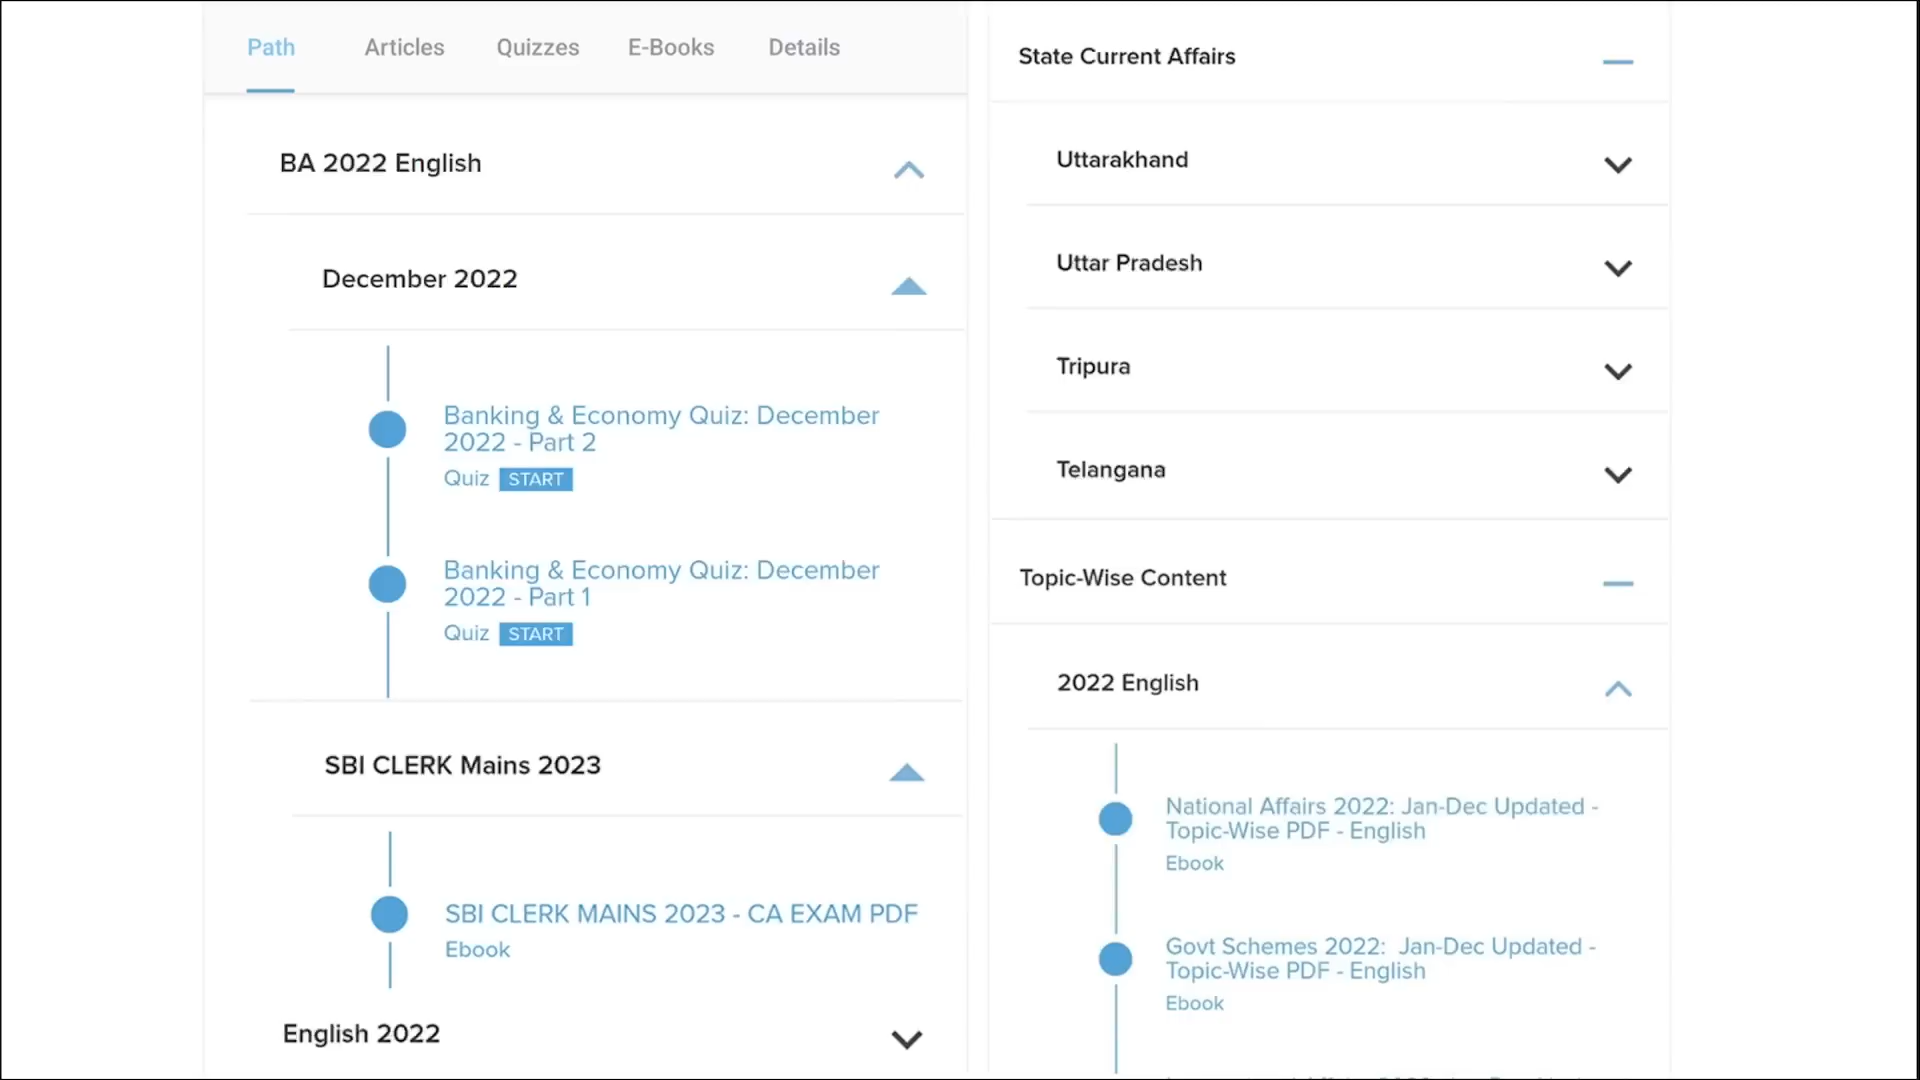 Path
Articles
Quizzes
E-Books
Details
BA 2022 English
December 2022
Banking & Economy Quiz: December
2022 - Part 2
Quiz START
Banking & Economy Quiz: December
2022 - Part 1
Quiz START
SBI CLERK Mains 2023
SBI CLERK MAINS 2023 - CA EXAM PDF
Ebook
English 2022
State Current Affairs
Uttarakhand
Uttar Pradesh
Tripura
Telangana
Topic-Wise Content
2022 English
National Affairs 2022: Jan-Dec Updated -
Topic-Wise PDF - English
Ebook
Govt Schemes 2022: Jan-Dec Updated -
Topic-Wise PDF - English
Ebook